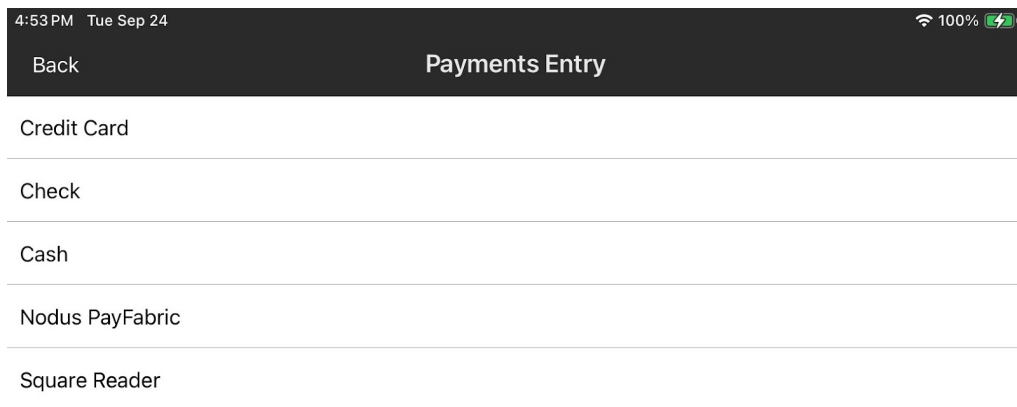 4:53 PM Tue Sep 24 100%
Back Payments Entry
Credit Card
Check
Cash
Nodus PayFabric
Square Reader